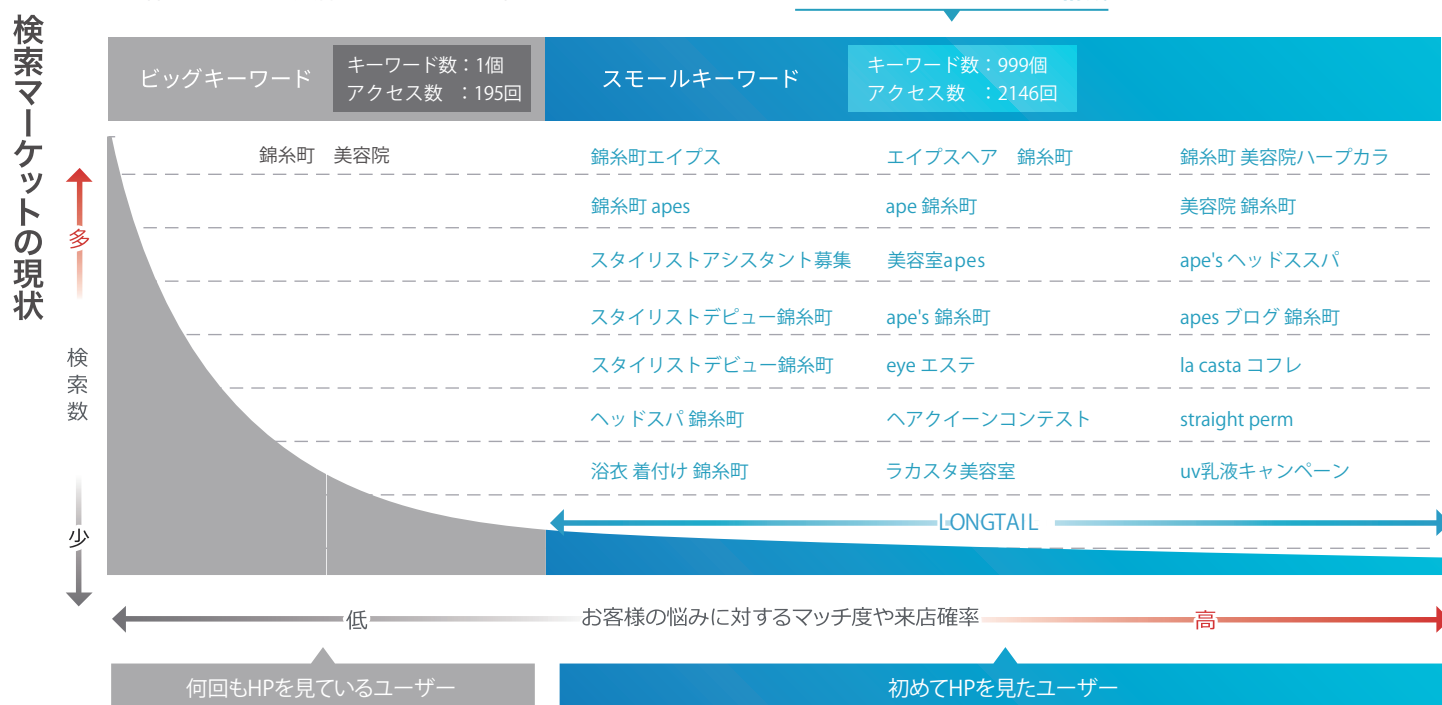 検索マーケットの現状
ビッグキーワード
キーワード数：1個
アクセス数　：195回
スモールキーワード
キーワード数：999個
アクセス数　：2146回
錦糸町　美容院
錦糸町エイプス
エイプスヘア　錦糸町
錦糸町 美容院ハープカラ
錦糸町 apes
ape 錦糸町
美容院 錦糸町
スタイリストアシスタント募集
美容室apes
ape's ヘッドススパ
スタイリストデピュー錦糸町
ape's 錦糸町
apes ブログ 錦糸町
スタイリストデビュー錦糸町
eye エステ
la casta コフレ
ヘッドスパ 錦糸町
ヘアクイーンコンテスト
straight perm
浴衣 着付け 錦糸町
ラカスタ美容室
uv乳液キャンペーン
多
検索数
少
LONGTAIL
低
お客様の悩みに対するマッチ度や来店確率
高
何回もHPを見ているユーザー
初めてHPを見たユーザー